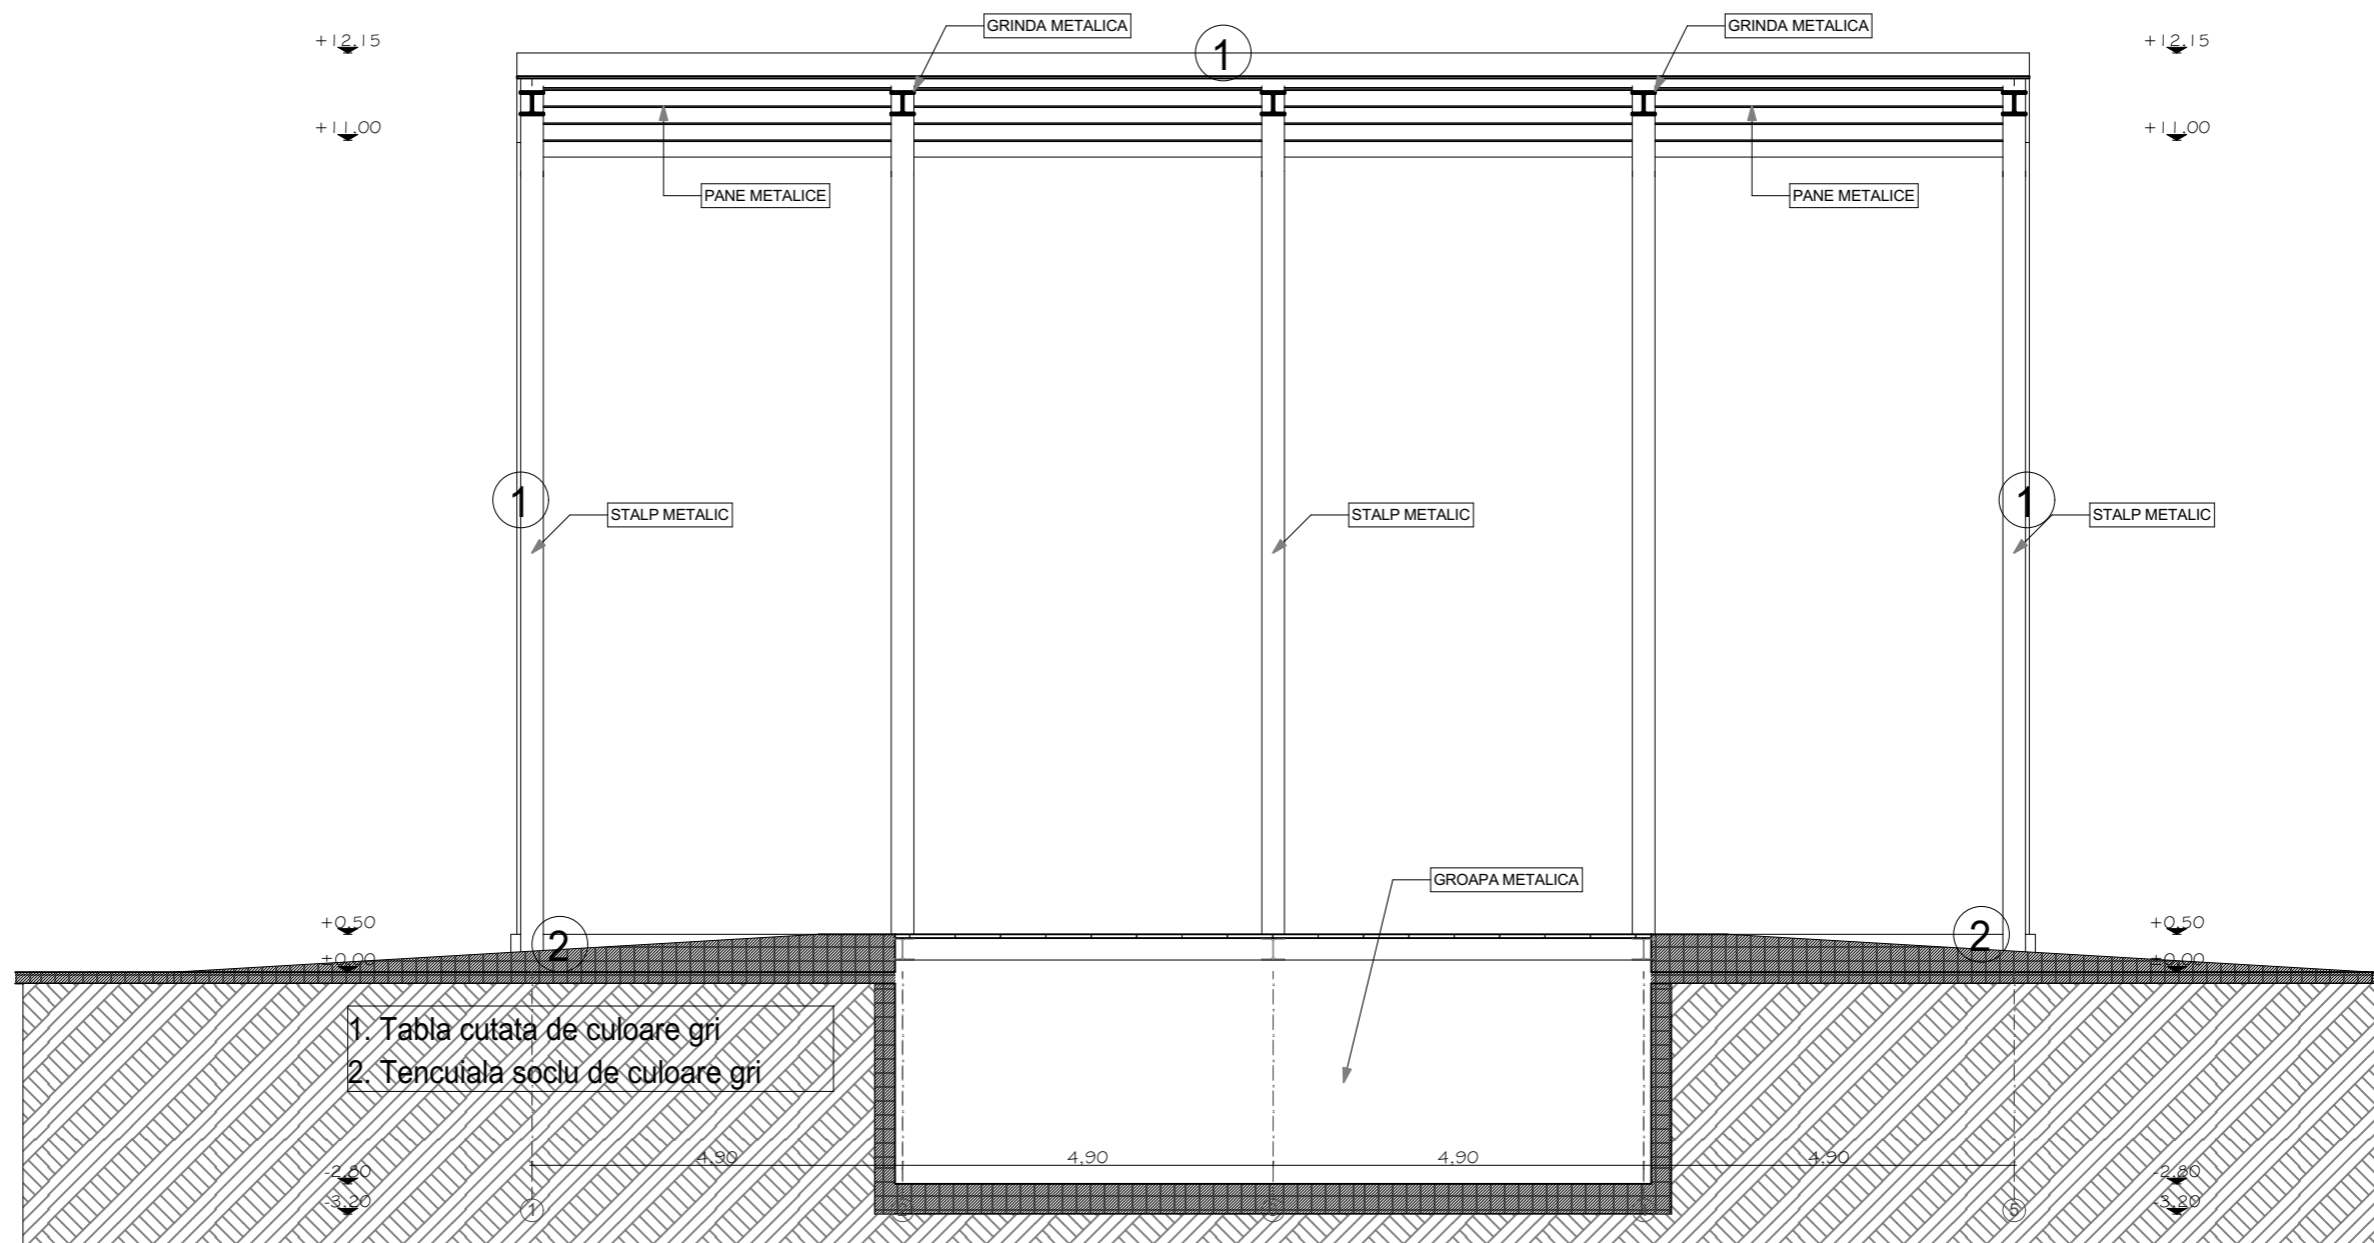 GRINDA METALICA
GRINDA METALICA
+12,15
1
+12,15
+11,00
+11,00
PANE METALICE
PANE METALICE
1
1
STALP METALIC
STALP METALIC
STALP METALIC
GROAPA METALICA
+0,50
+0,50
2
2
+0,00
±0,00
1. Tabla cutata de culoare gri
2. Tencuiala soclu de culoare gri
4,90
4,90
4,90
4,90
-2,80
-2,80
-3,20
-3,20
1
5